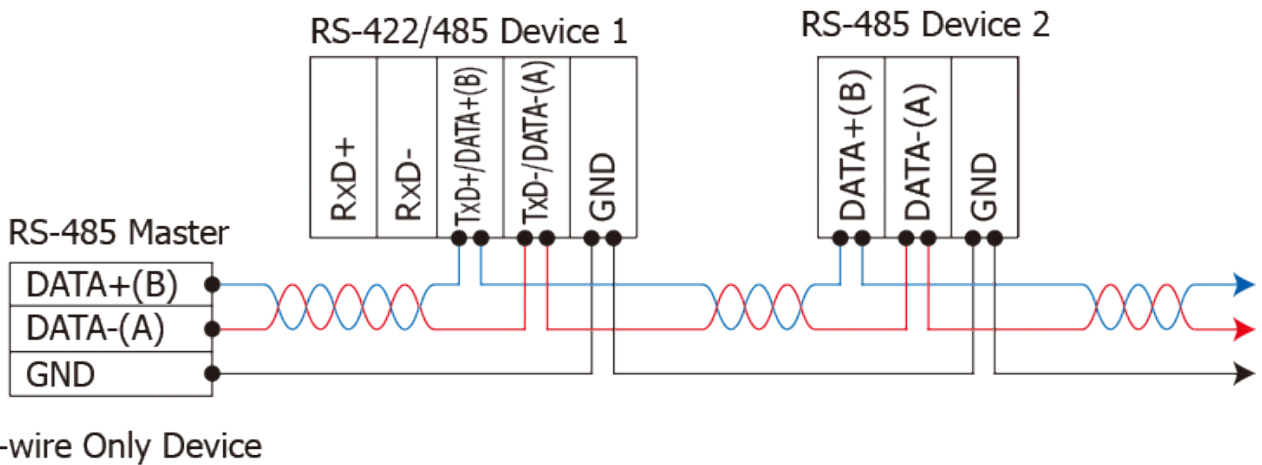 RS-422/485 Device 1
RS-485 Device 2
RxD+
RxD-
TxD+/DATA+(B)
TxD-/DATA-(A)
GND
DATA+(B)
DATA-(A)
GND
RS-485 Master
DATA+(B)
DATA-(A)
GND
-wire Only Device